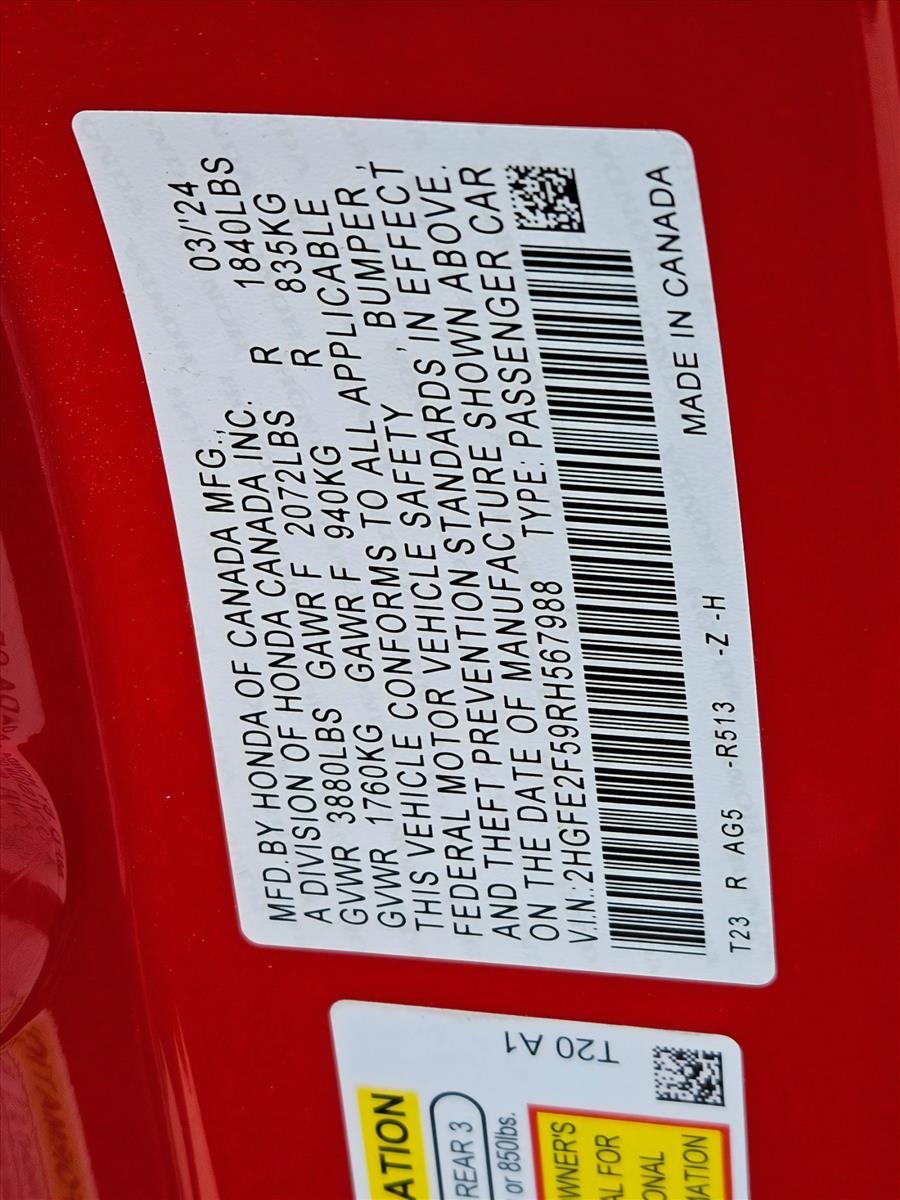 MFD.BY HONDA OF CANADA MFG., 03/'24
A DIVISION OF HONDA CANADA INC.
GVWR 3880LBS GAWR F 2072LBS R 1840LBS
GVWR 1760KG GAWR F 940KG R 835KG
THIS VEHICLE CONFORMS TO ALL APPLICABLE
FEDERAL MOTOR VEHICLE SAFETY , BUMPER ,
AND THEFT PREVENTION STANDARDS IN EFFECT
ON THE DATE OF MANUFACTURE SHOWN ABOVE.
V.I.N.:2HGFE2F59RH567988 TYPE: PASSENGER CAR
T23 R AG5 -R513 -Z -H MADE IN CANADA
T20 A1
ATION
REAR 3
or 850lbs.
WNER'S
AL FOR
ONAL
MATION